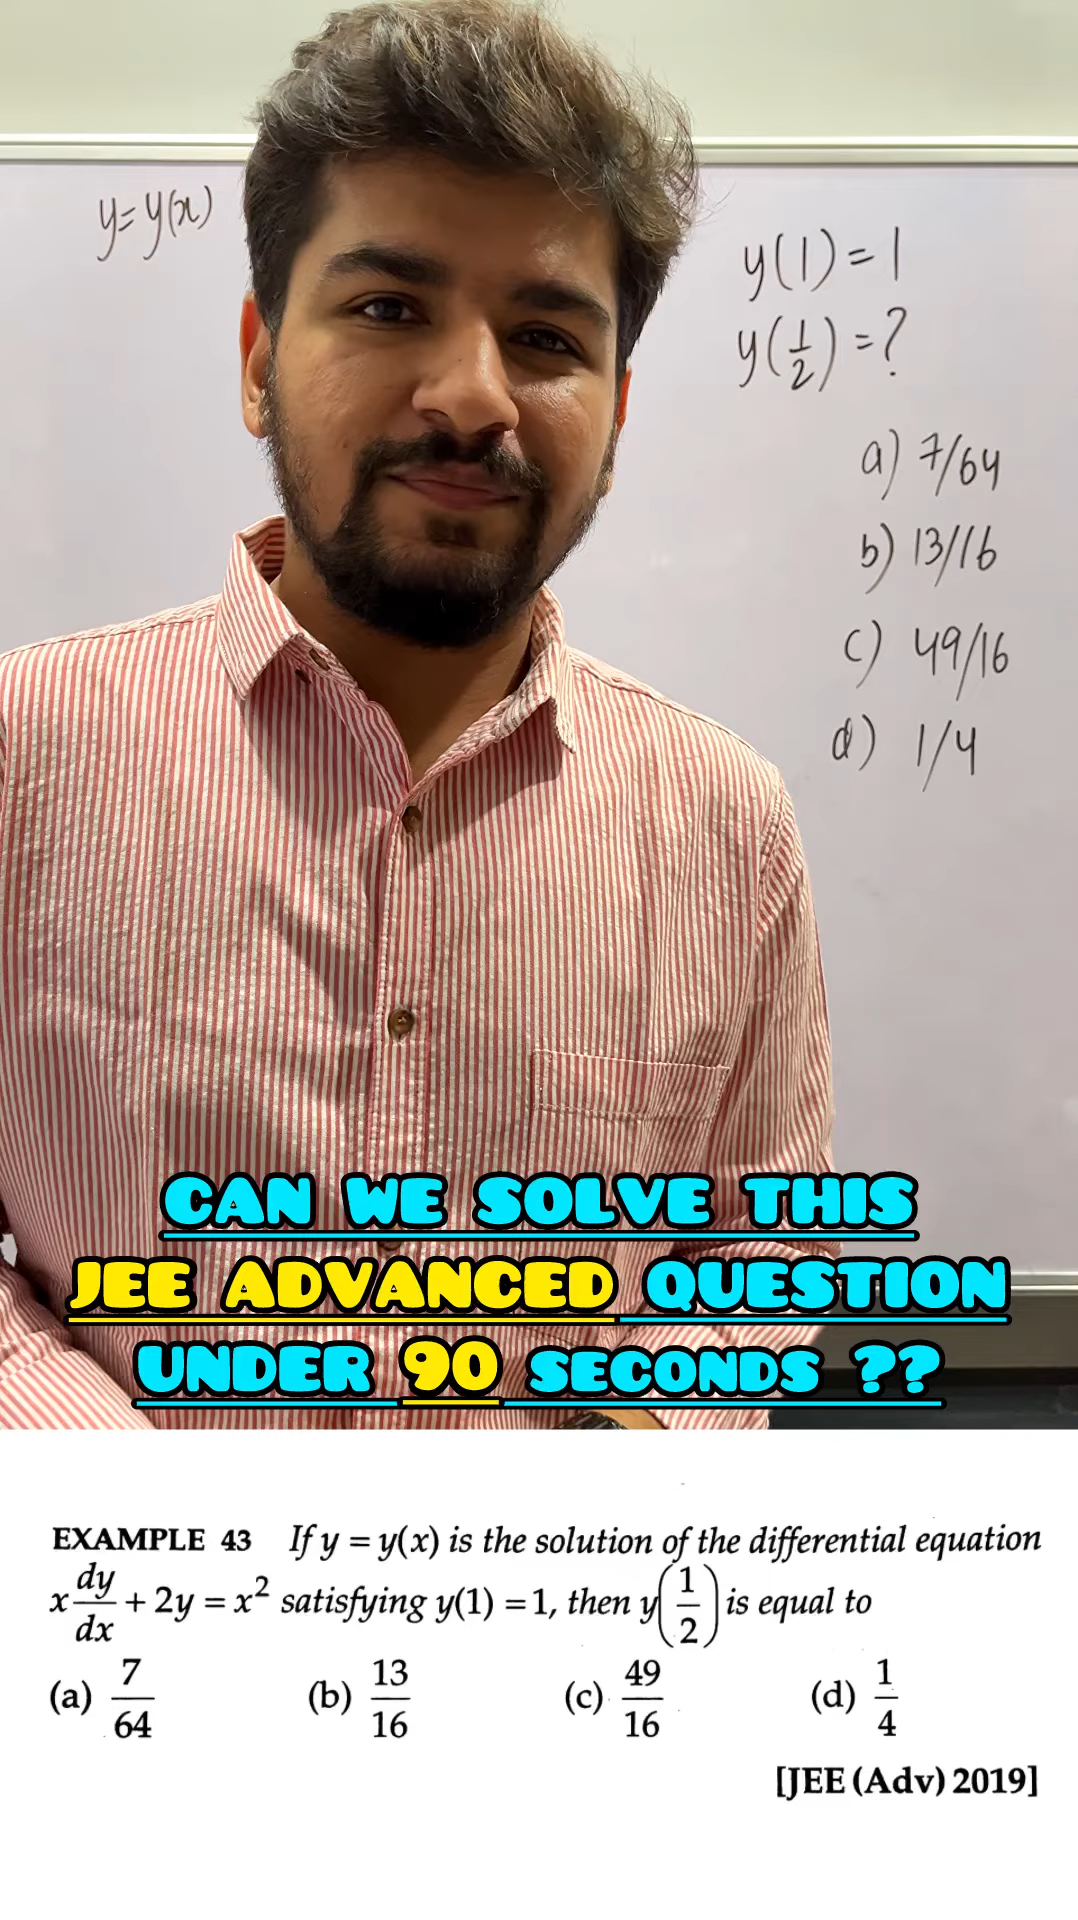 y=y(x)
y(1)=1
y(1/2)=?
a) 7/64
b) 13/16
c) 49/16
d) 1/4
CAN WE SOLVE THIS
JEE ADVANCED QUESTION
UNDER 90 SECONDS ??
EXAMPLE 43 If y = y(x) is the solution of the differential equation
x dy/dx + 2y = x² satisfying y(1) = 1, then y(1/2) is equal to
(a) 7/64 (b) 13/16 (c) 49/16 (d) 1/4
[JEE (Adv) 2019]